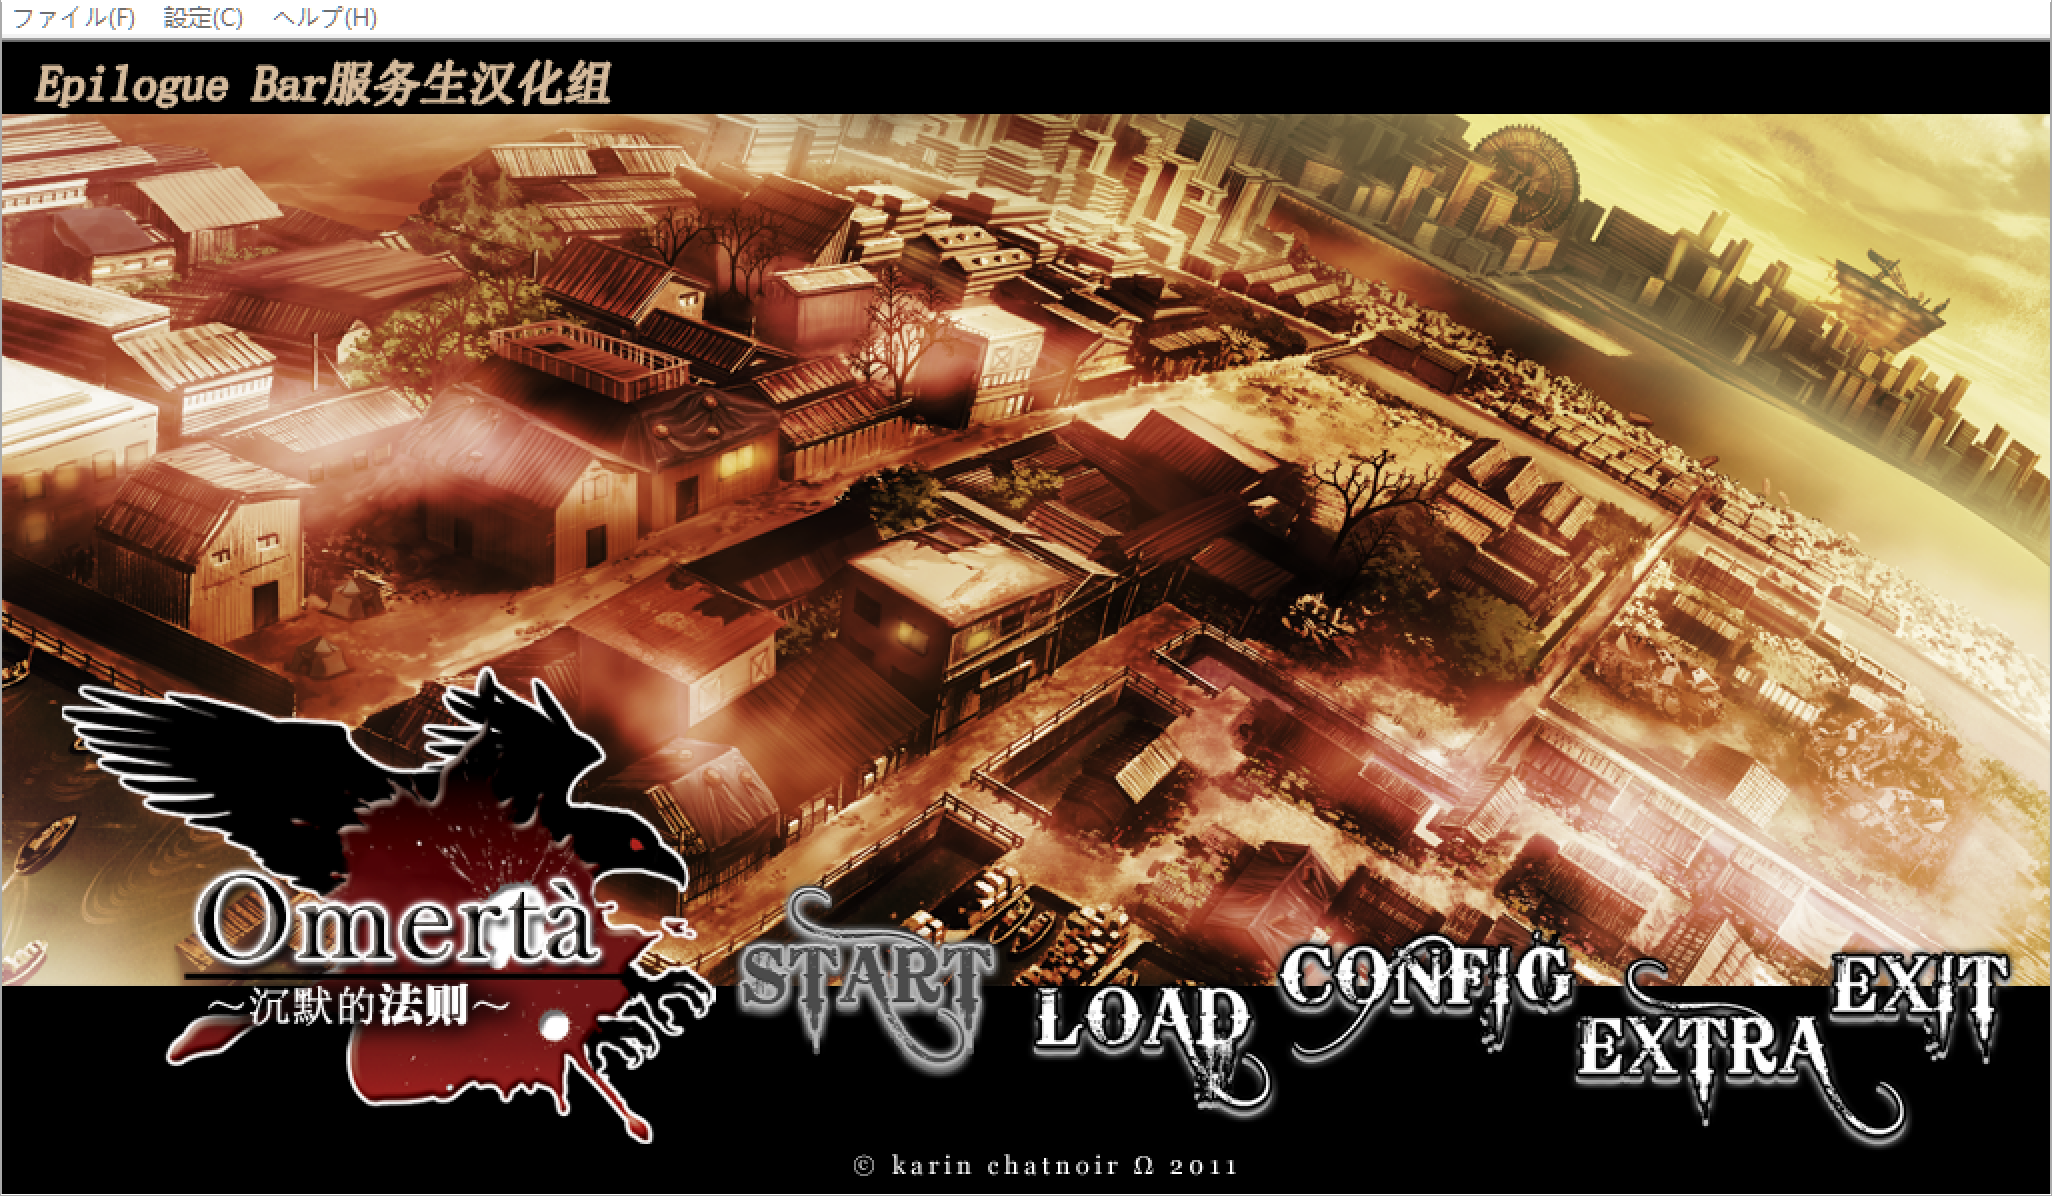 ファイル(F) 設定(C) ヘルプ(H)
Epilogue Bar服务生汉化组
Omertà
～沉默的法则～
START
LOAD
CONFIG
EXTRA
EXIT
© karin chatnoir Ω 2011